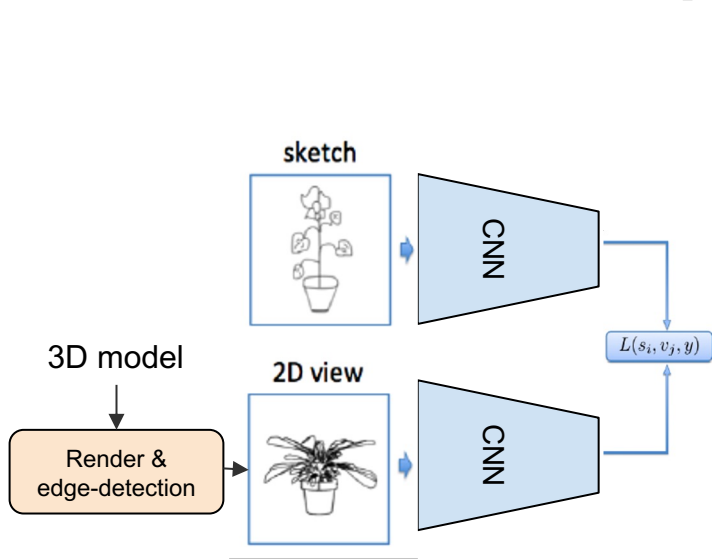 sketch
CNN
L(s_i, v_j, y)
3D model
2D view
Render &
edge-detection
CNN